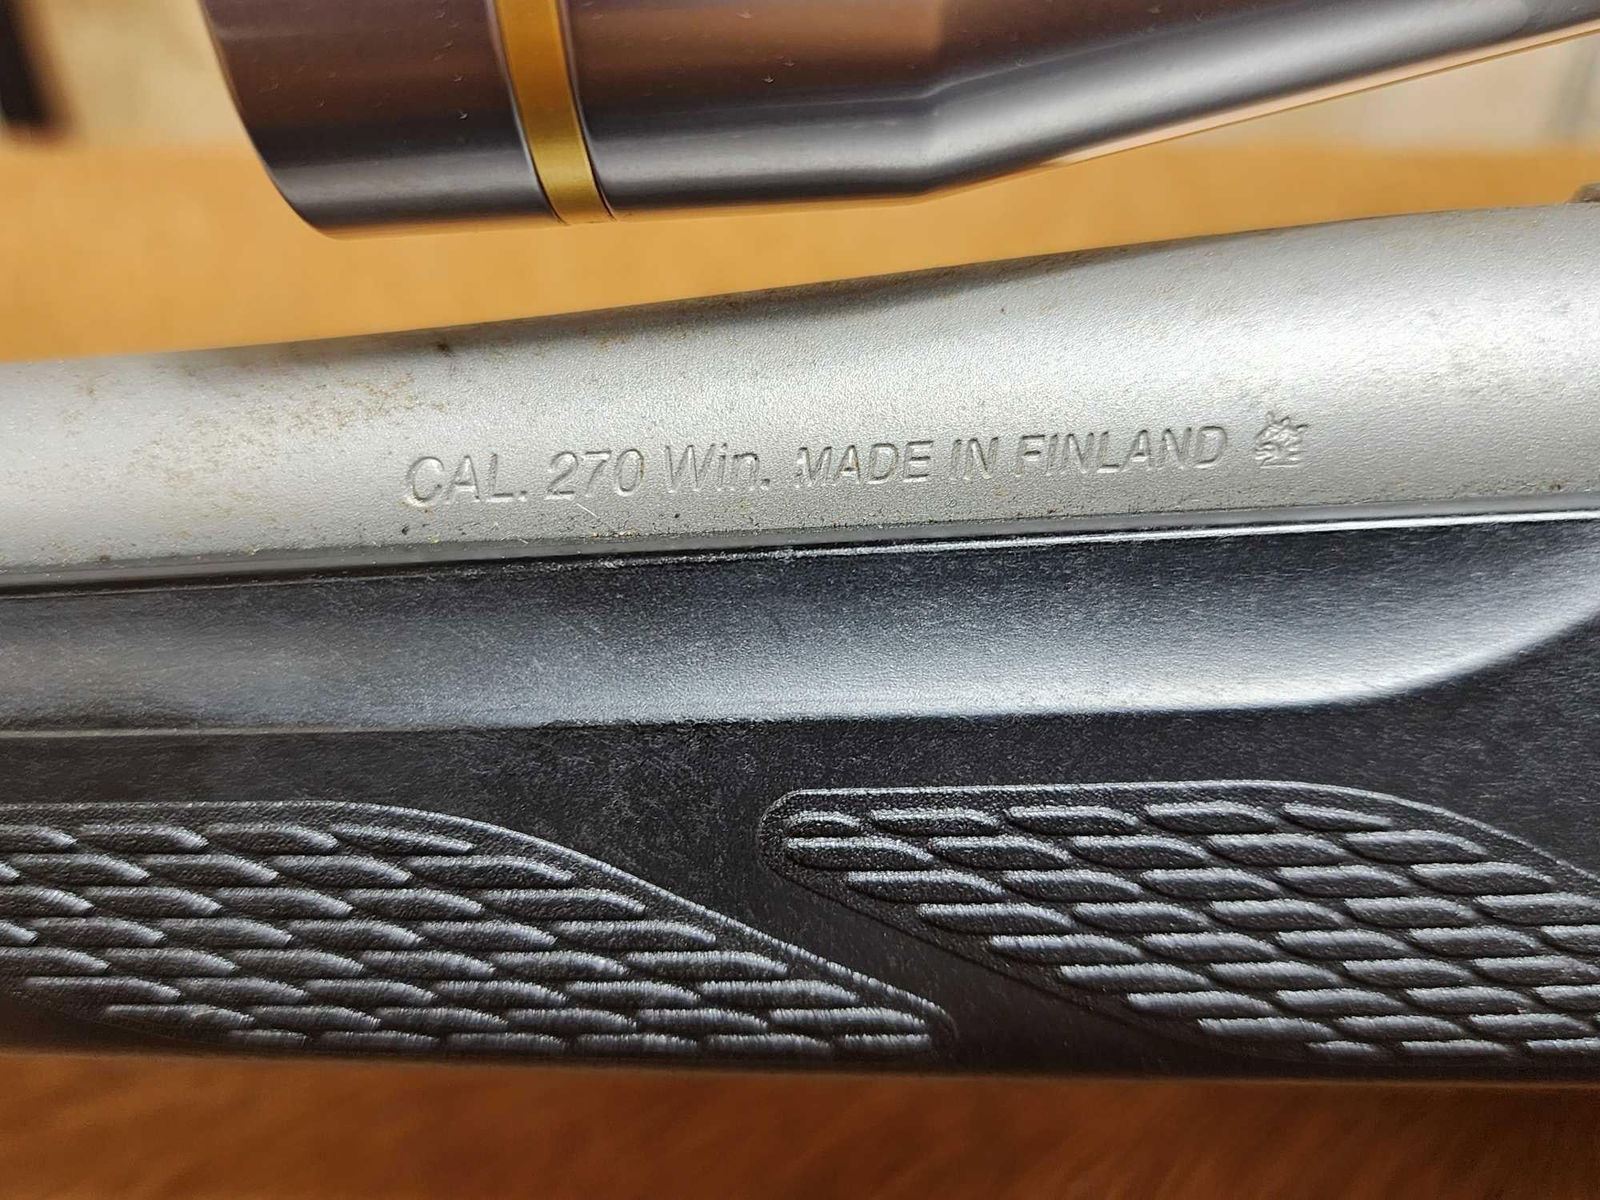 CAL. 270 Win. MADE IN FINLAND